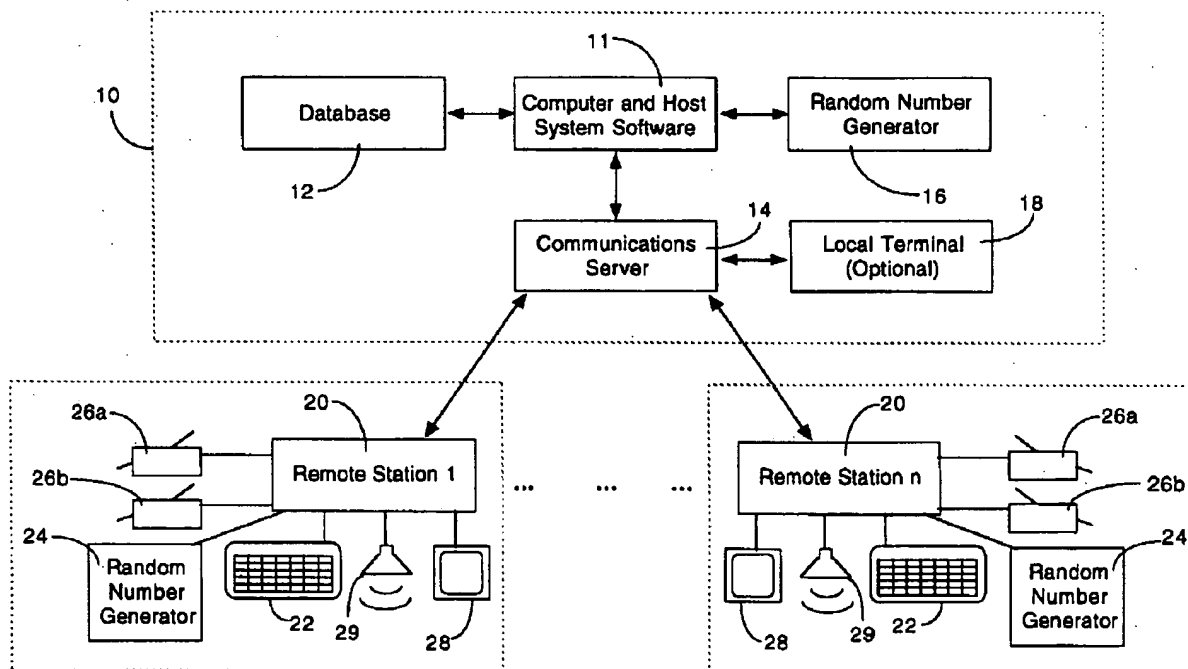 11
10
Database
Computer and Host
System Software
Random Number
Generator
12
16
14
18
Communications
Server
Local Terminal
(Optional)
20
20
26a
26a
Remote Station 1
... ... ...
Remote Station n
26b
26b
24
24
Random
Number
Generator
22
29
28
28
29
22
Random
Number
Generator